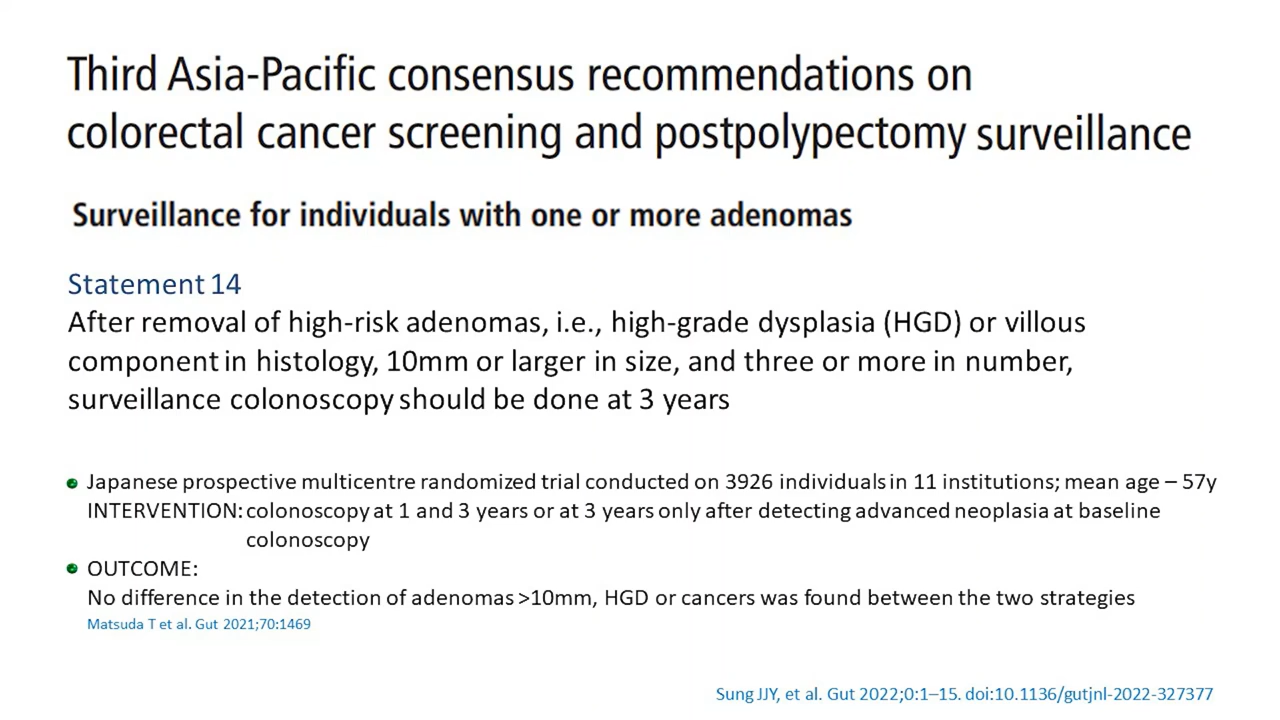 Third Asia-Pacific consensus recommendations on
colorectal cancer screening and postpolypectomy surveillance
Surveillance for individuals with one or more adenomas
Statement 14
After removal of high-risk adenomas, i.e., high-grade dysplasia (HGD) or villous
component in histology, 10mm or larger in size, and three or more in number,
surveillance colonoscopy should be done at 3 years
Japanese prospective multicentre randomized trial conducted on 3926 individuals in 11 institutions; mean age – 57y
INTERVENTION: colonoscopy at 1 and 3 years or at 3 years only after detecting advanced neoplasia at baseline
colonoscopy
OUTCOME:
No difference in the detection of adenomas >10mm, HGD or cancers was found between the two strategies
Matsuda T et al. Gut 2021;70:1469
Sung JJY, et al. Gut 2022;0:1–15. doi:10.1136/gutjnl-2022-327377